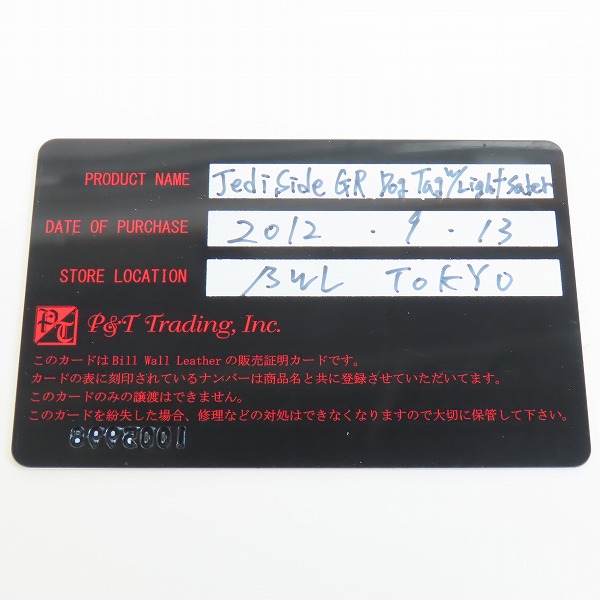 PRODUCT NAME Jedi Side GR Dog Tag w/Light Saber
DATE OF PURCHASE 2012 . 9 . 13
STORE LOCATION BWL TOKYO
PT P&T Trading, Inc.
このカードはBill Wall Leatherの販売証明カードです。
カードの表に刻印されているナンバーは商品名と共に登録させていただいてます。
このカードのみの譲渡はできません。
このカードを紛失した場合、修理などの対処はできなくなりますので大切に保管して下さい。
1005998